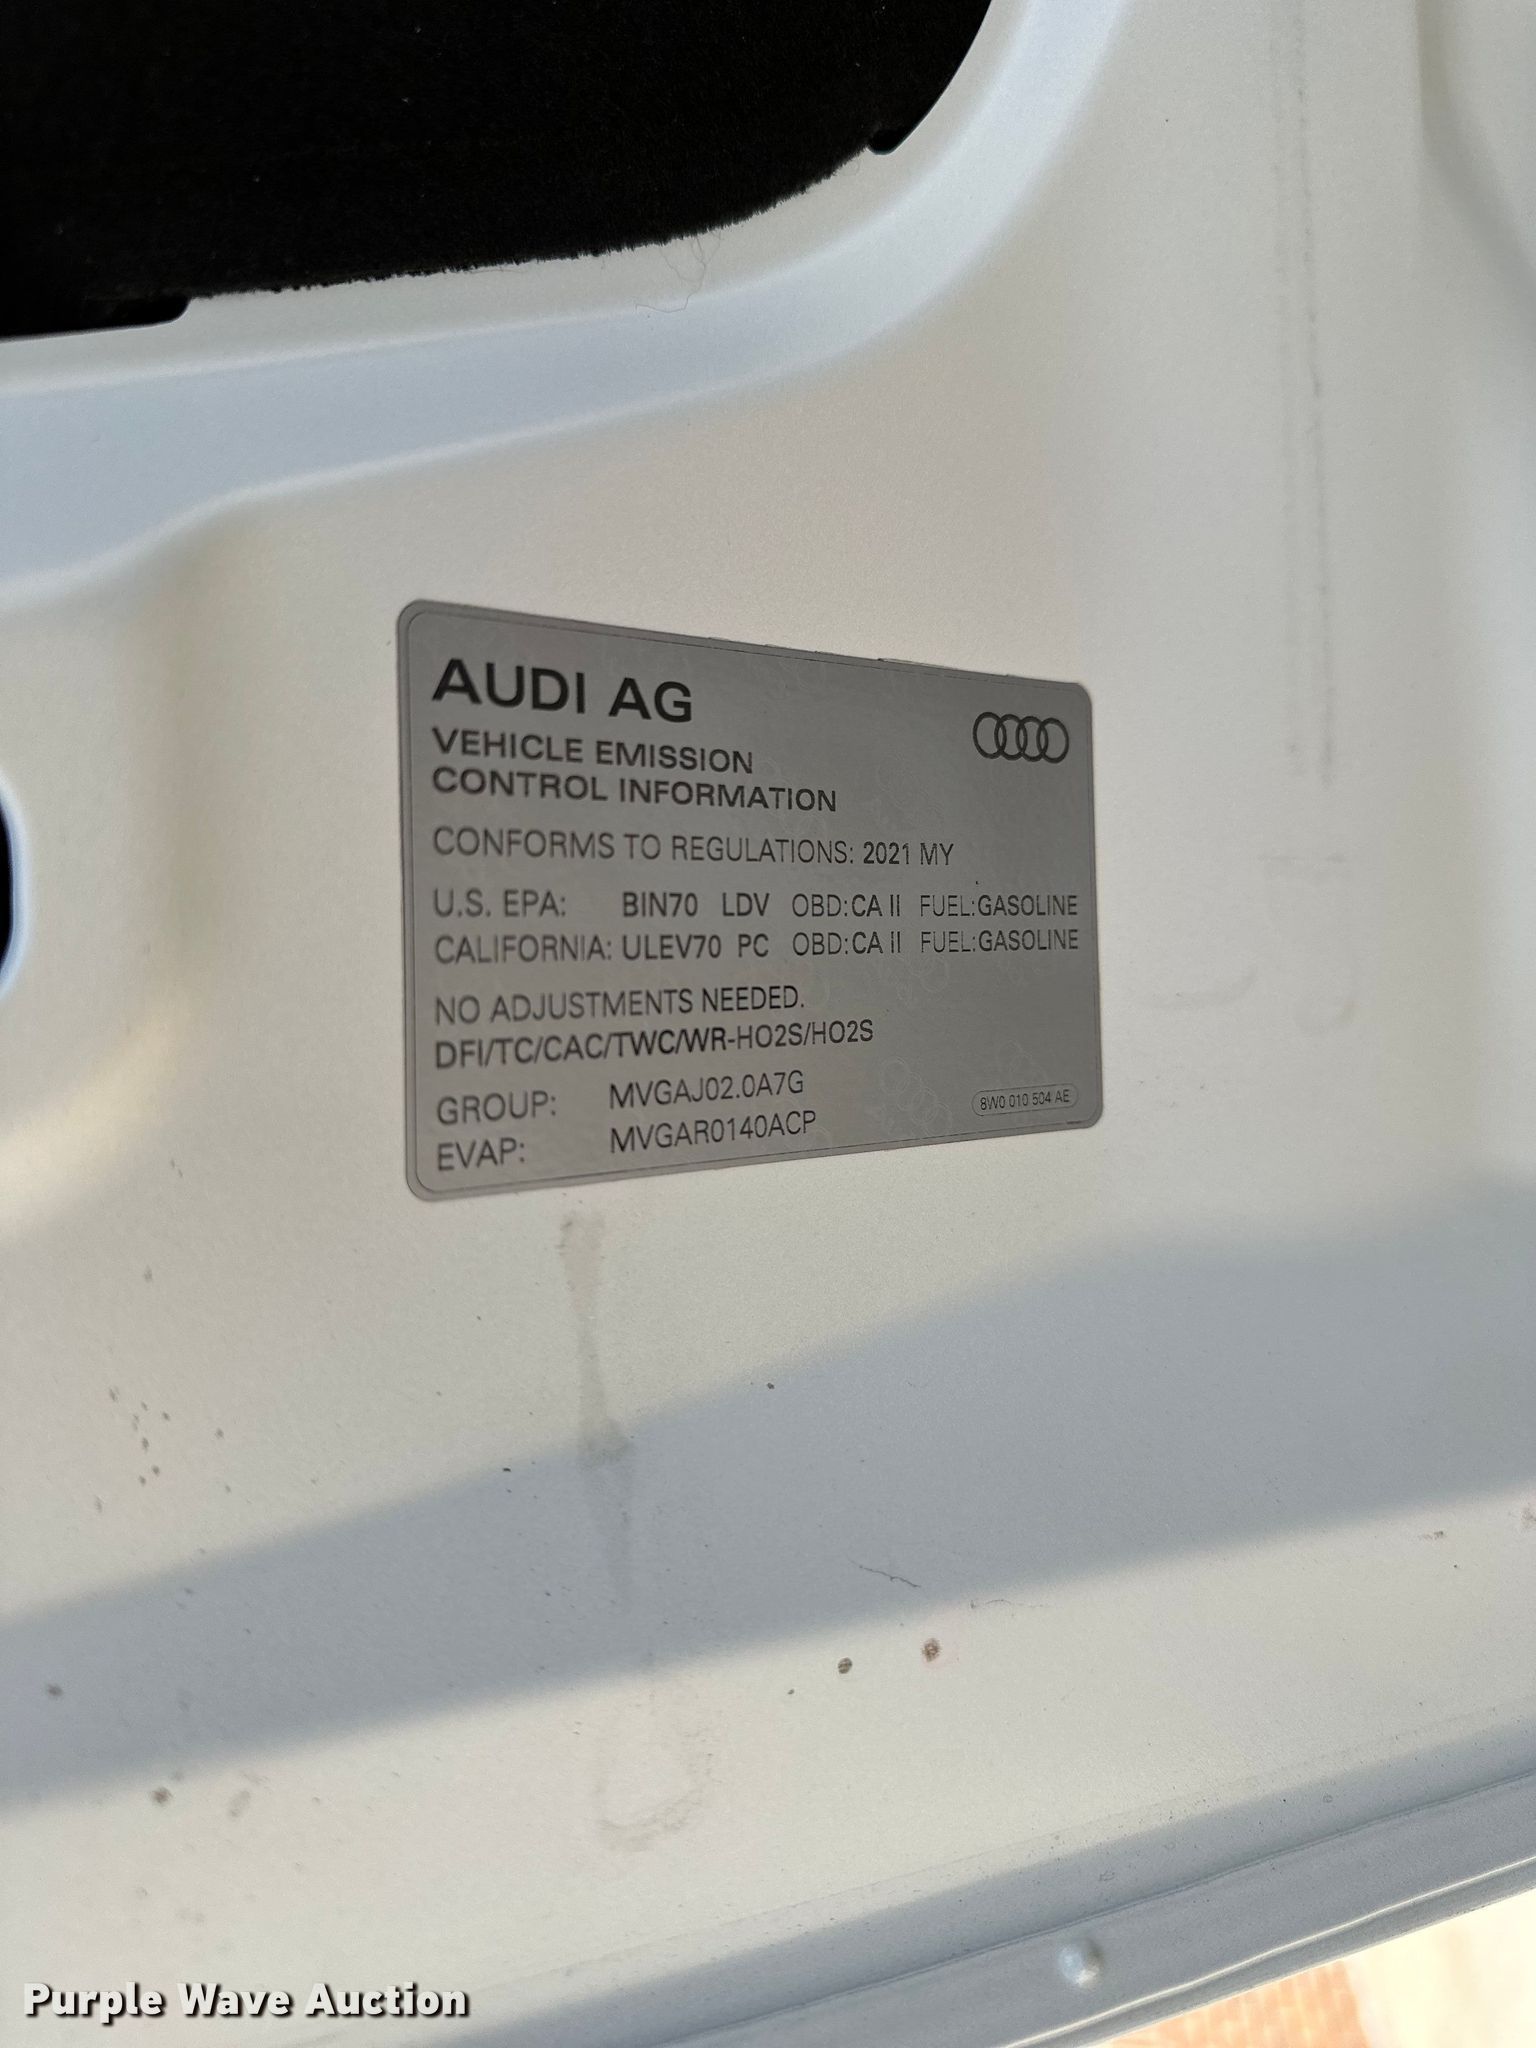 AUDI AG
VEHICLE EMISSION
CONTROL INFORMATION
CONFORMS TO REGULATIONS: 2021 MY
U.S. EPA: BIN70 LDV OBD:CA II FUEL:GASOLINE
CALIFORNIA: ULEV70 PC OBD:CA II FUEL:GASOLINE
NO ADJUSTMENTS NEEDED.
DFI/TC/CAC/TWC/WR-HO2S/HO2S
GROUP: MVGAJ02.0A7G
EVAP: MVGAR0140ACP
8W0 010 504 AE
Purple Wave Auction